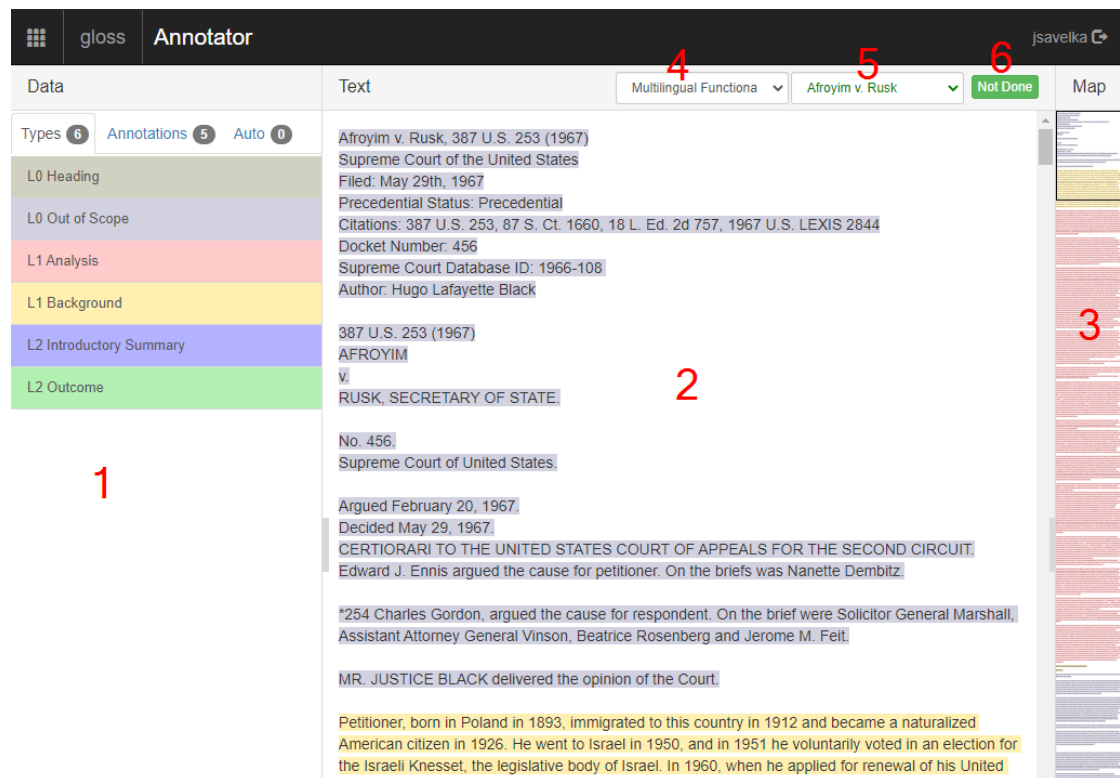 gloss Annotator jsavelka
4 5 6
Data Text Multilingual Functiona Afroyim v. Rusk Not Done Map
Types 6 Annotations 5 Auto 0
L0 Heading
L0 Out of Scope
L1 Analysis
L1 Background
L2 Introductory Summary
L2 Outcome
1
Afroyim v. Rusk, 387 U.S. 253 (1967)
Supreme Court of the United States
Filed: May 29th, 1967
Precedential Status: Precedential
Citations: 387 U.S. 253, 87 S. Ct. 1660, 18 L. Ed. 2d 757, 1967 U.S. LEXIS 2844
Docket Number: 456
Supreme Court Database ID: 1966-108
Author: Hugo Lafayette Black
387 U.S. 253 (1967)
AFROYIM
v.
RUSK, SECRETARY OF STATE.
2
No. 456.
Supreme Court of United States.
Argued February 20, 1967.
Decided May 29, 1967.
CERTIORARI TO THE UNITED STATES COURT OF APPEALS FOR THE SECOND CIRCUIT.
Edward J. Ennis argued the cause for petitioner. On the briefs was Nanette Dembitz.
*254 Charles Gordon, argued the cause for respondent. On the brief were Solicitor General Marshall,
Assistant Attorney General Vinson, Beatrice Rosenberg and Jerome M. Feit.
MR. JUSTICE BLACK delivered the opinion of the Court.
Petitioner, born in Poland in 1893, immigrated to this country in 1912 and became a naturalized
American citizen in 1926. He went to Israel in 1950, and in 1951 he voluntarily voted in an election for
the Israeli Knesset, the legislative body of Israel. In 1960, when he applied for renewal of his United
3